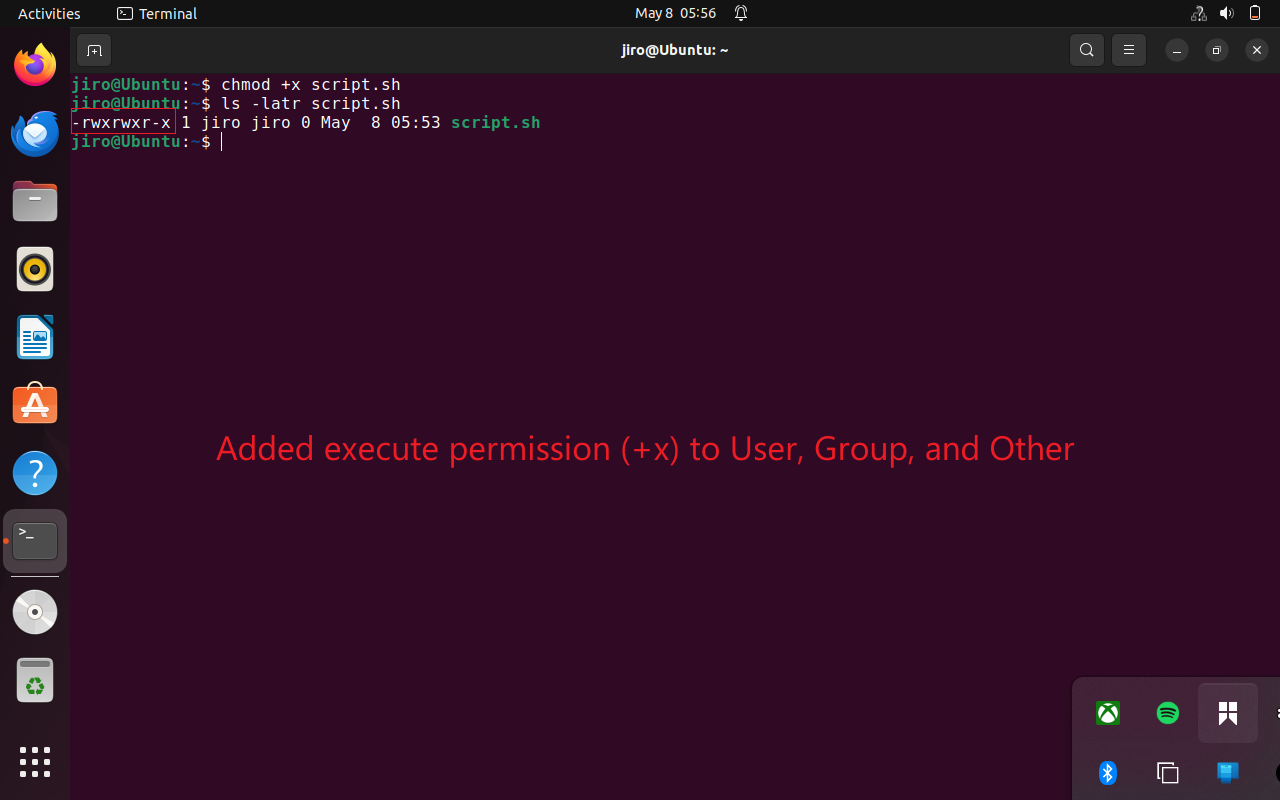 Activities
Terminal
May 8 05:56
jiro@Ubuntu: ~
jiro@Ubuntu:~$ chmod +x script.sh
jiro@Ubuntu:~$ ls -latr script.sh
-rwxrwxr-x 1 jiro jiro 0 May  8 05:53 script.sh
jiro@Ubuntu:~$
Added execute permission (+x) to User, Group, and Other